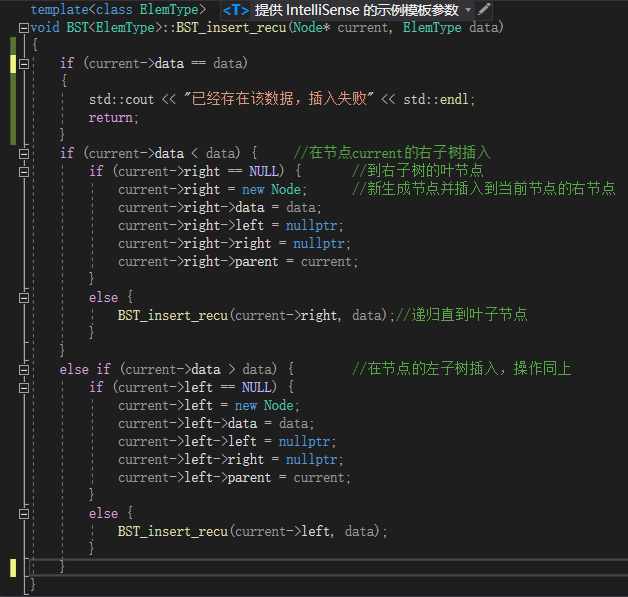 template<class ElemType> <T> 提供 IntelliSense 的示例模板参数
void BST<ElemType>::BST_insert_recu(Node* current, ElemType data)
{
if (current->data == data)
{
std::cout << "已经存在该数据，插入失败" << std::endl;
return;
}
if (current->data < data) { //在节点current的右子树插入
if (current->right == NULL) { //到右子树的叶节点
current->right = new Node; //新生成节点并插入到当前节点的右节点
current->right->data = data;
current->right->left = nullptr;
current->right->right = nullptr;
current->right->parent = current;
}
else {
BST_insert_recu(current->right, data);//递归直到叶子节点
}
}
else if (current->data > data) { //在节点的左子树插入，操作同上
if (current->left == NULL) {
current->left = new Node;
current->left->data = data;
current->left->left = nullptr;
current->left->right = nullptr;
current->left->parent = current;
}
else {
BST_insert_recu(current->left, data);
}
}
}